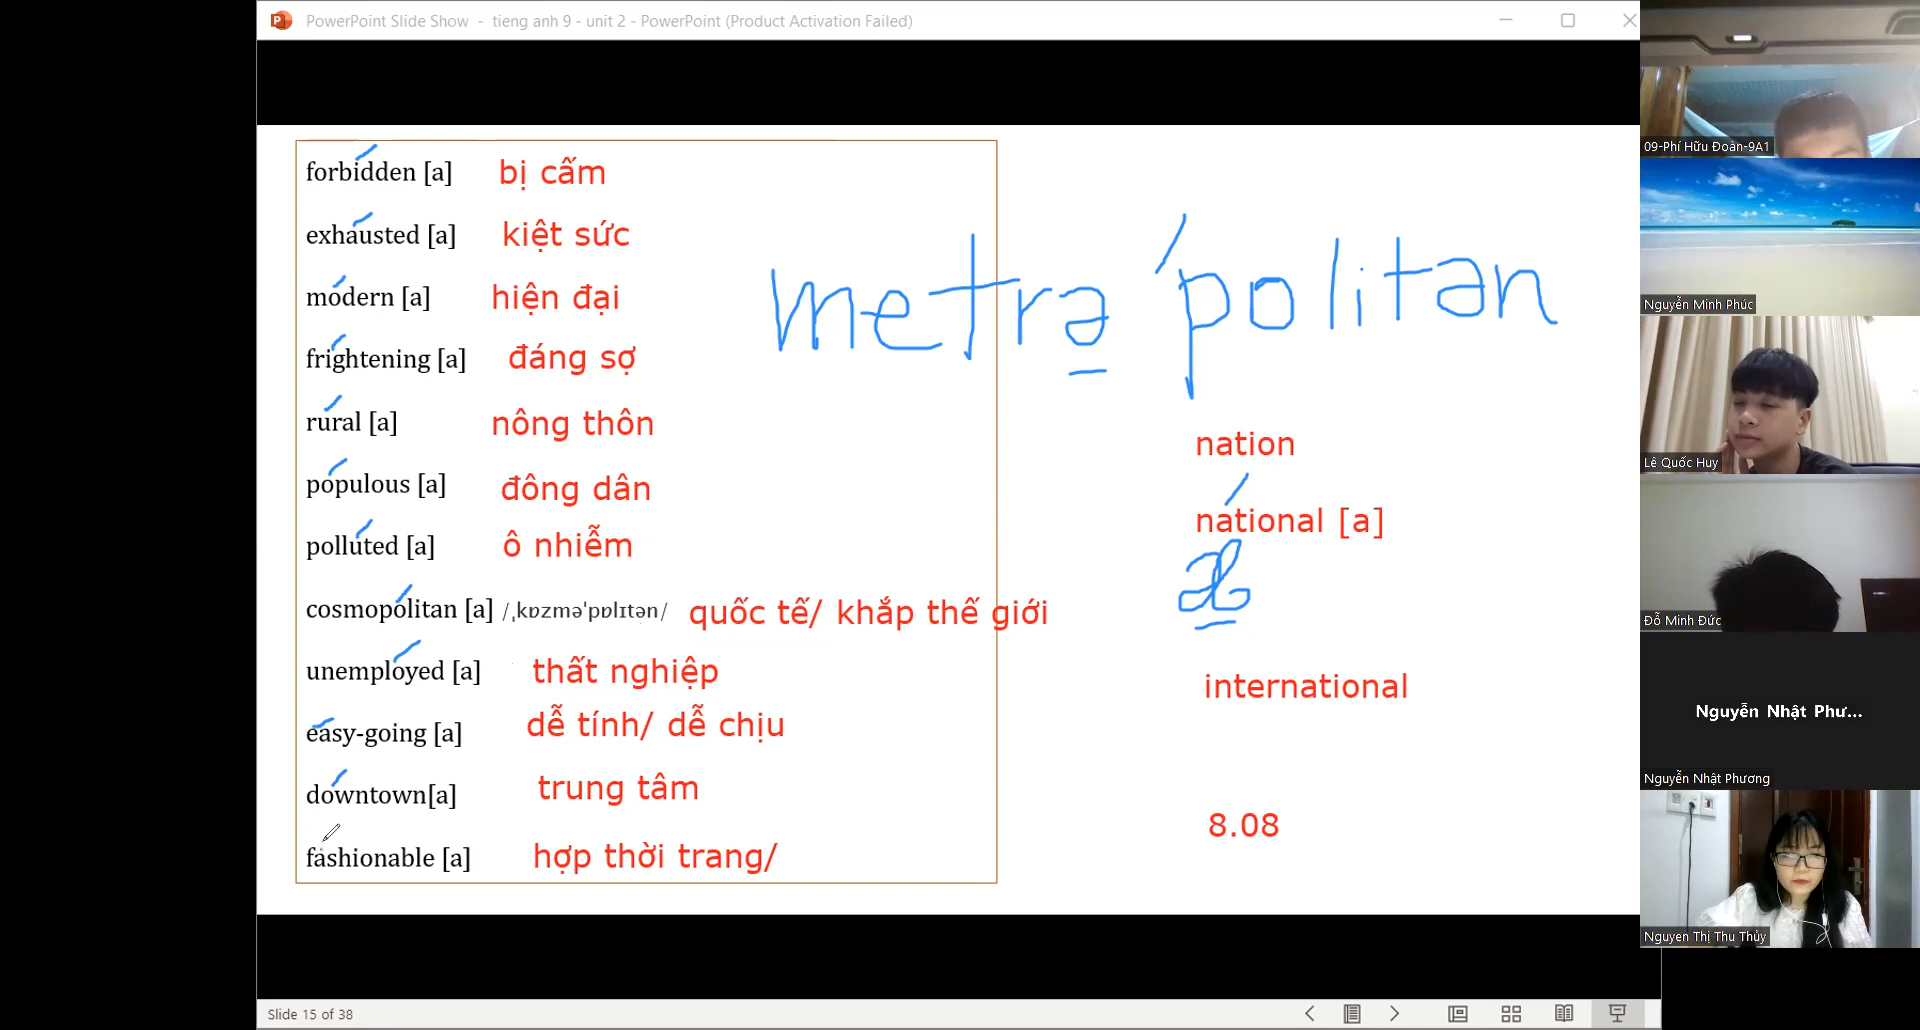 PowerPoint Slide Show - tieng anh 9 - unit 2 - PowerPoint (Product Activation Failed)
forbidden [a] bị cấm
exhausted [a] kiệt sức
modern [a] hiện đại
frightening [a] đáng sợ
rural [a] nông thôn
populous [a] đông dân
polluted [a] ô nhiễm
cosmopolitan [a] /ˌkɒzməˈpɒlɪtən/ quốc tế/ khắp thế giới
unemployed [a] thất nghiệp
easy-going [a] dễ tính/ dễ chịu
downtown[a] trung tâm
fashionable [a] hợp thời trang/
metrə ˈpolitən
nation
national [a]
æ
international
8.08
09-Phí Hữu Đoàn-9A1
Nguyễn Minh Phúc
Lê Quốc Huy
Đỗ Minh Đức
Nguyễn Nhật Phư...
Nguyễn Nhật Phương
Nguyen Thị Thu Thủy
Slide 15 of 38